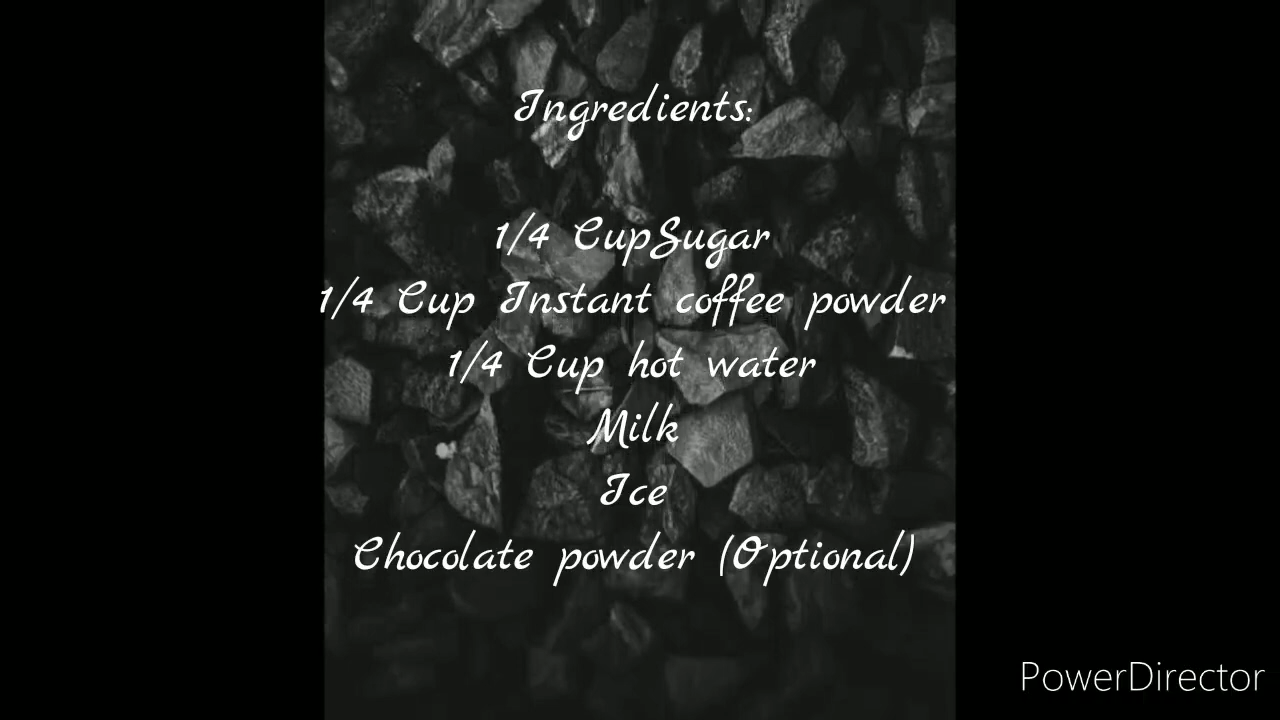 Ingredients:
1/4 CupSugar
1/4 Cup Instant coffee powder
1/4 Cup hot water
Milk
Ice
Chocolate powder (Optional)
PowerDirector